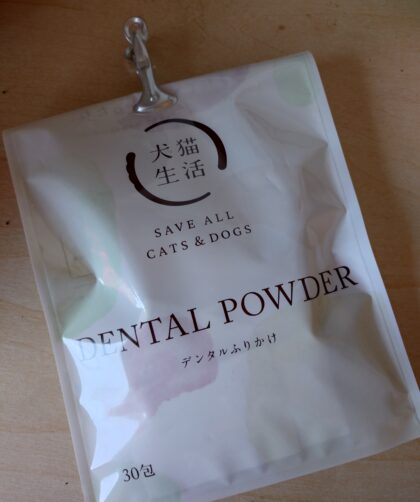 犬猫
生活
SAVE ALL
CATS & DOGS
DENTAL POWDER
デンタルふりかけ
30包